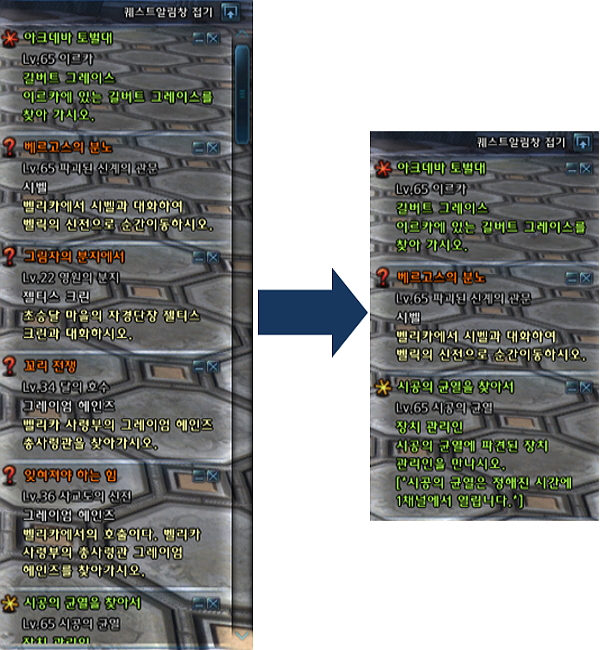 퀘스트알림창 접기
아크데바 토벌대
Lv.65 이르카
길버트 그레이스
이르카에 있는 길버트 그레이스를
찾아 가시오.
베르고스의 분노
Lv.65 파괴된 신계의 관문
시벨
벨리카에서 시벨과 대화하여
벨릭의 신전으로 순간이동하시오.
그림자의 분지에서
Lv.22 영원의 분지
젤티스 크린
초승달 마을의 자경단장 젤티스
크린과 대화하시오.
꼬리 전쟁
Lv.34 달의 호수
그레이엄 헤인즈
벨리카 사령부의 그레이엄 헤인즈
총사령관을 찾아가시오.
잊혀져야 하는 힘
Lv.36 사교도의 신전
그레이엄 헤인즈
벨리카에서의 호출이다. 벨리카
사령부의 총사령관 그레이엄
헤인즈를 찾아가시오.
시공의 균열을 찾아서
Lv.65 시공의 균열
장치 관리인
퀘스트알림창 접기
아크데바 토벌대
Lv.65 이르카
길버트 그레이스
이르카에 있는 길버트 그레이스를
찾아 가시오.
베르고스의 분노
Lv.65 파괴된 신계의 관문
시벨
벨리카에서 시벨과 대화하여
벨릭의 신전으로 순간이동하시오.
시공의 균열을 찾아서
Lv.65 시공의 균열
장치 관리인
시공의 균열에 파견된 장치
관리인을 만나시오.
[*시공의 균열은 정해진 시간에
1채널에서 열립니다.*]